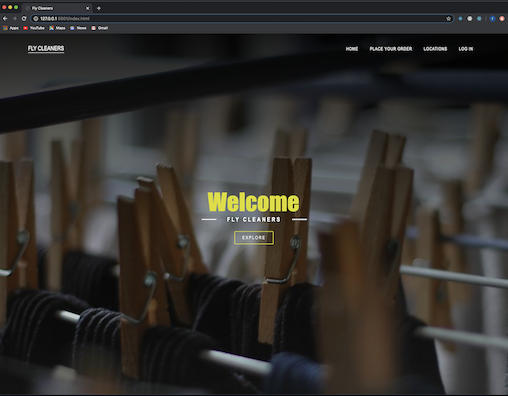 Fly Cleaners
127.0.0.1:5501/index.html
Apps YouTube Maps News Gmail
FLY CLEANERS HOME PLACE YOUR ORDER LOCATIONS LOG IN
Welcome
FLY CLEANERS
EXPLORE